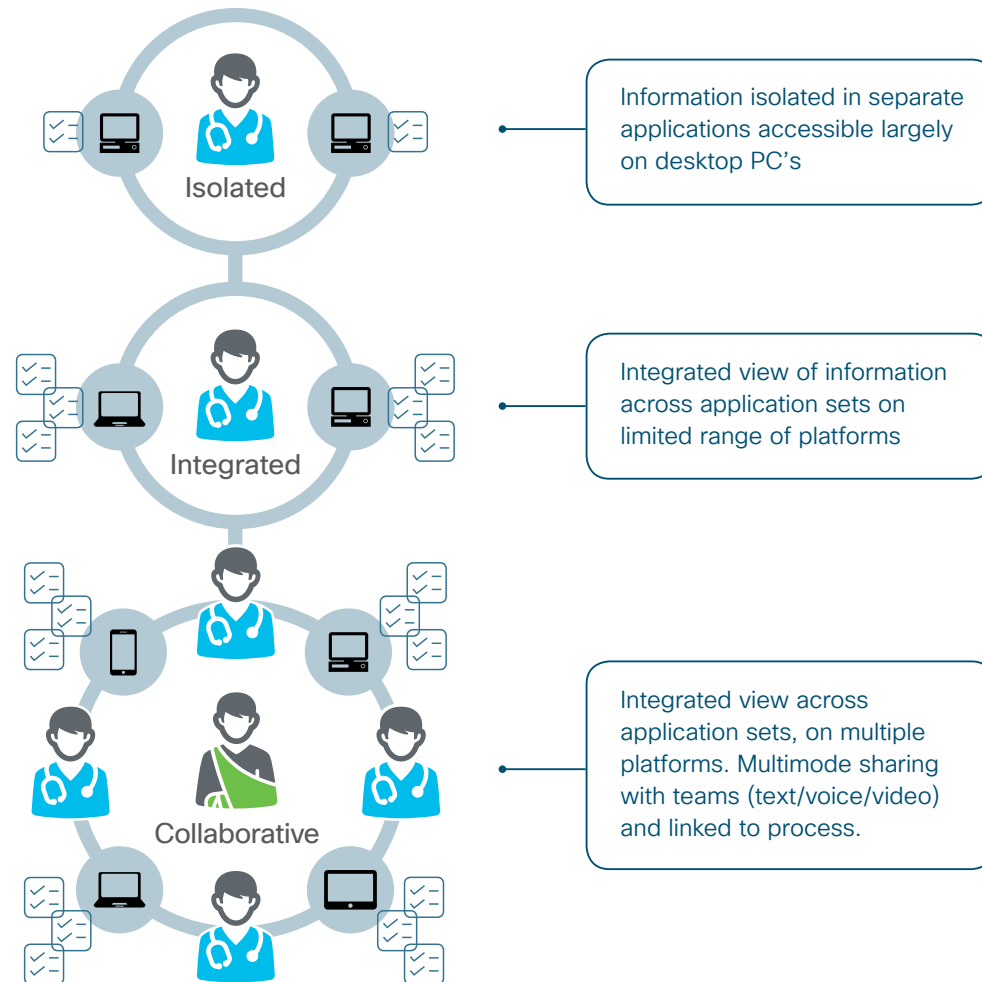 Isolated
Information isolated in separate
applications accessible largely
on desktop PC's
Integrated
Integrated view of information
across application sets on
limited range of platforms
Collaborative
Integrated view across
application sets, on multiple
platforms. Multimode sharing
with teams (text/voice/video)
and linked to process.